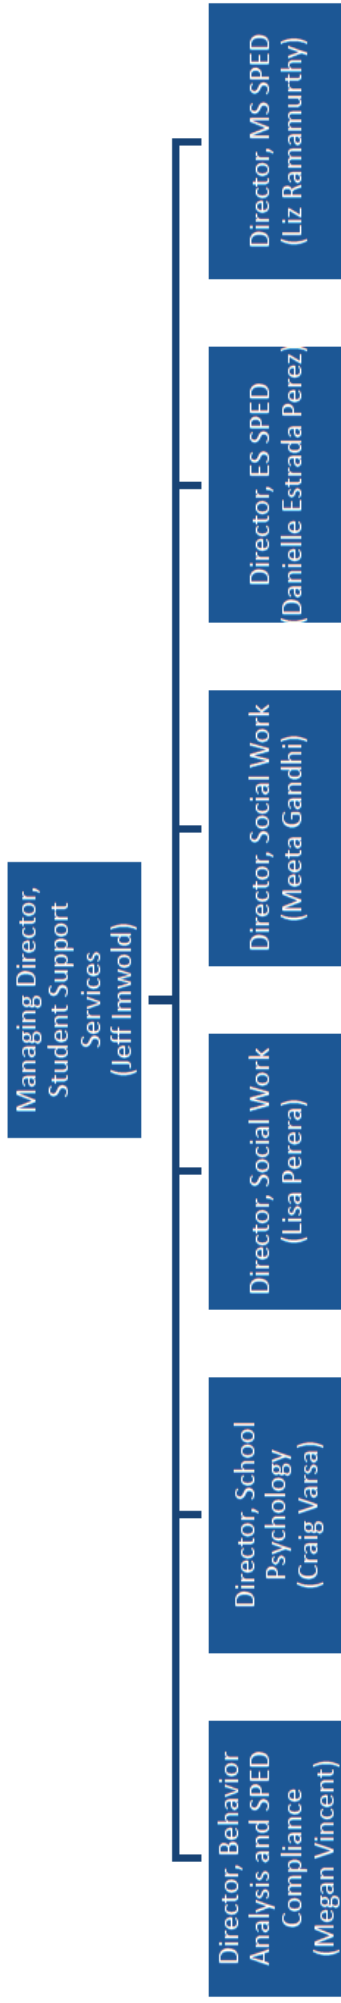 Managing Director,
Student Support
Services
(Jeff Imwold)
Director, Behavior
Analysis and SPED
Compliance
(Megan Vincent)
Director, School
Psychology
(Craig Varsa)
Director, Social Work
(Lisa Perera)
Director, Social Work
(Meeta Gandhi)
Director, ES SPED
(Danielle Estrada Perez)
Director, MS SPED
(Liz Ramamurthy)